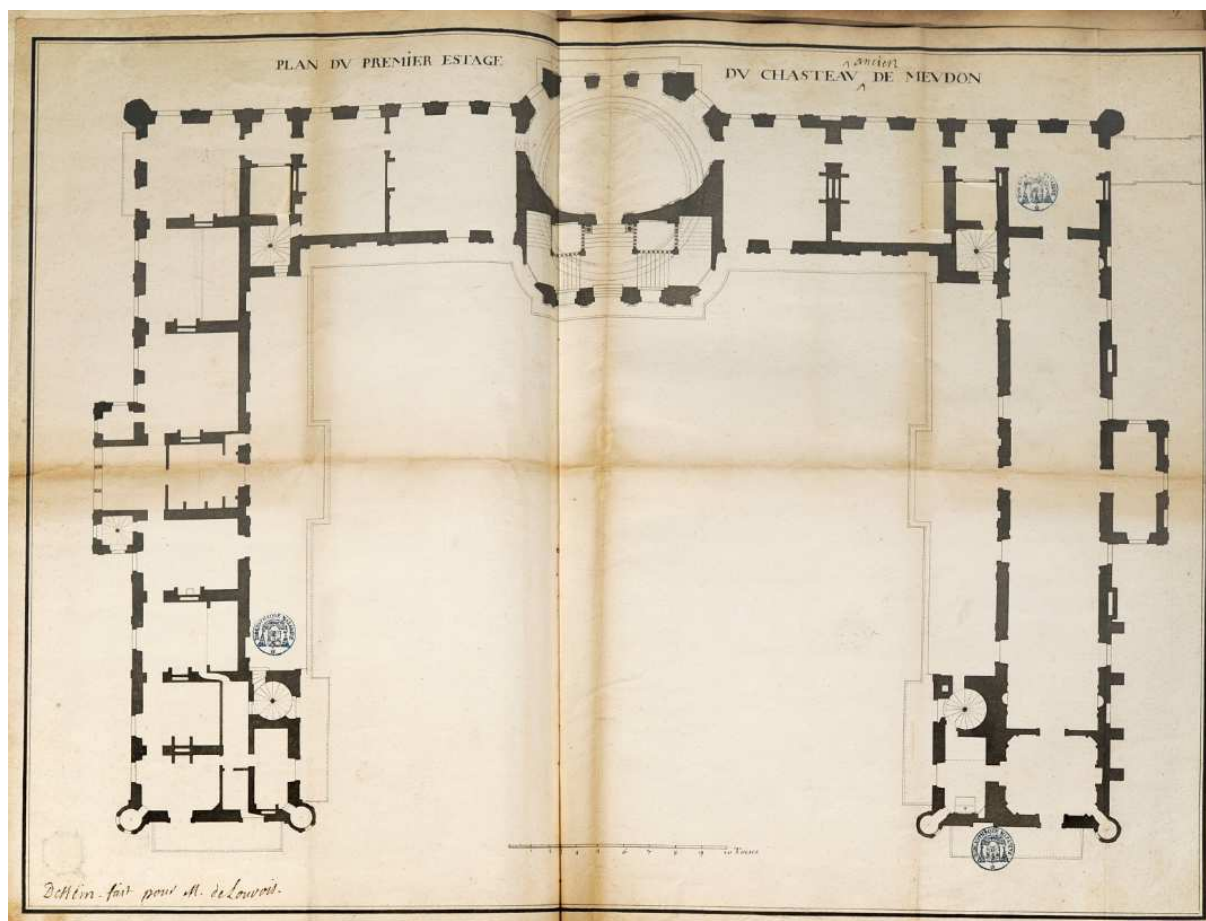 PLAN DV PREMIER ESTAGE DV CHASTEAV ancien DE MEVDON
Dessein fait pour M. de Louvois.